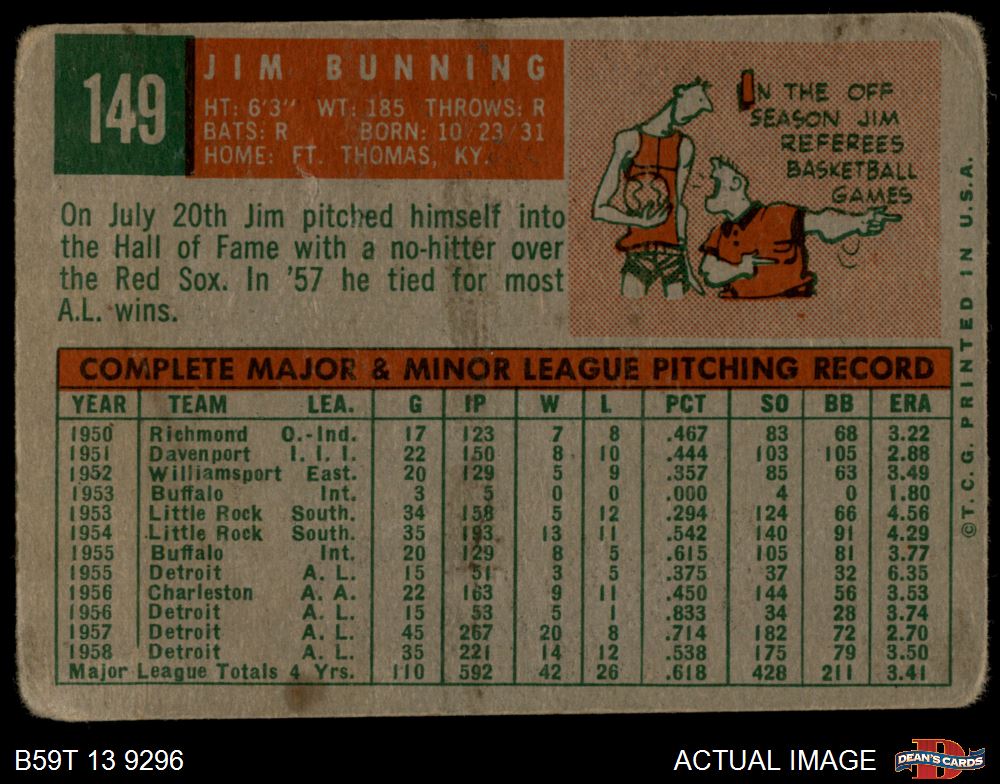 149
JIM BUNNING
HT: 6'3" WT: 185 THROWS: R
BATS: R BORN: 10/23/31
HOME: FT. THOMAS, KY.
IN THE OFF
SEASON JIM
REFEREES
BASKETBALL
GAMES
On July 20th Jim pitched himself into
the Hall of Fame with a no-hitter over
the Red Sox. In '57 he tied for most
A.L. wins.
COMPLETE MAJOR & MINOR LEAGUE PITCHING RECORD
YEAR TEAM LEA. G IP W L PCT SO BB ERA
1950 Richmond O.-Ind. 17 123 7 8 .467 83 68 3.22
1951 Davenport I. I. I. 22 150 8 10 .444 103 105 2.88
1952 Williamsport East. 20 129 5 9 .357 85 63 3.49
1953 Buffalo Int. 3 5 0 0 .000 4 0 1.80
1953 Little Rock South. 34 158 5 12 .294 124 66 4.56
1954 Little Rock South. 35 193 13 11 .542 140 91 4.29
1955 Buffalo Int. 20 129 8 5 .615 105 81 3.77
1955 Detroit A. L. 15 51 3 5 .375 37 32 6.35
1956 Charleston A. A. 22 163 9 11 .450 144 56 3.53
1956 Detroit A. L. 15 53 5 1 .833 34 28 3.74
1957 Detroit A. L. 45 267 20 8 .714 182 72 2.70
1958 Detroit A. L. 35 221 14 12 .538 175 79 3.50
Major League Totals 4 Yrs. 110 592 42 26 .618 428 211 3.41
©T.C.G. PRINTED IN U.S.A.
B59T 13 9296
ACTUAL IMAGE
DEAN'S CARDS